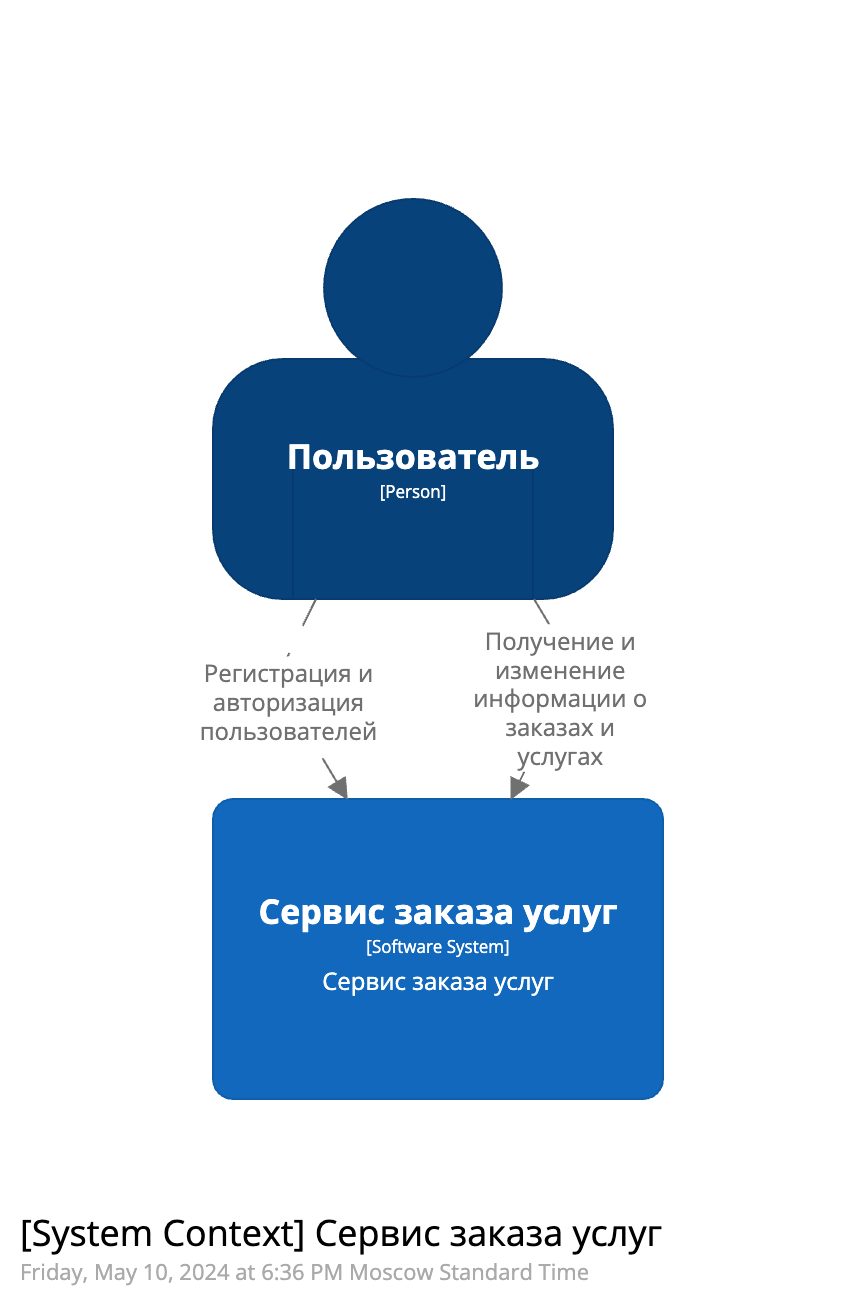 Пользователь
[Person]
Регистрация и
авторизация
пользователей
Получение и
изменение
информации о
заказах и
услугах
Сервис заказа услуг
[Software System]
Сервис заказа услуг
[System Context] Сервис заказа услуг
Friday, May 10, 2024 at 6:36 PM Moscow Standard Time